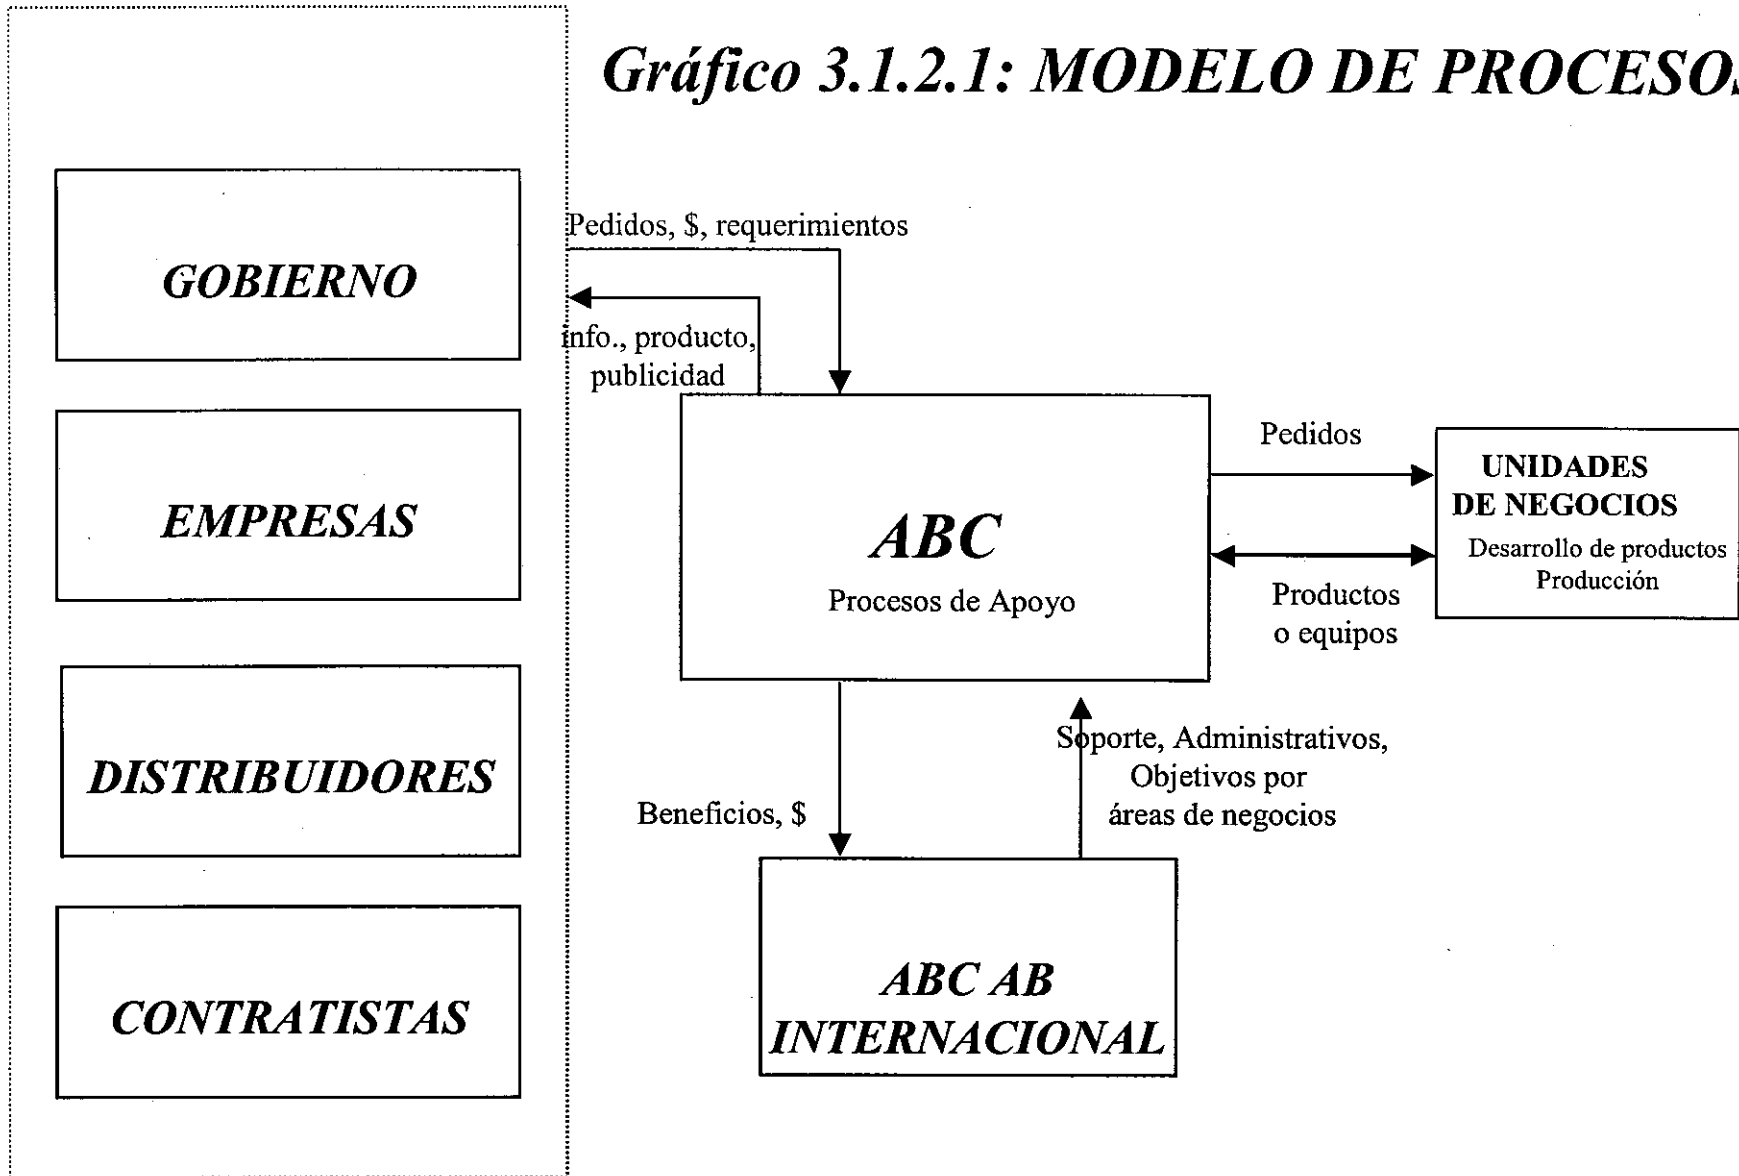 Gráfico 3.1.2.1: MODELO DE PROCESOS
GOBIERNO
EMPRESAS
DISTRIBUIDORES
CONTRATISTAS
Pedidos, $, requerimientos
info., producto,
publicidad
ABC
Procesos de Apoyo
Pedidos
Productos
o equipos
UNIDADES
DE NEGOCIOS
Desarrollo de productos
Producción
Beneficios, $
Soporte, Administrativos,
Objetivos por
áreas de negocios
ABC AB
INTERNACIONAL